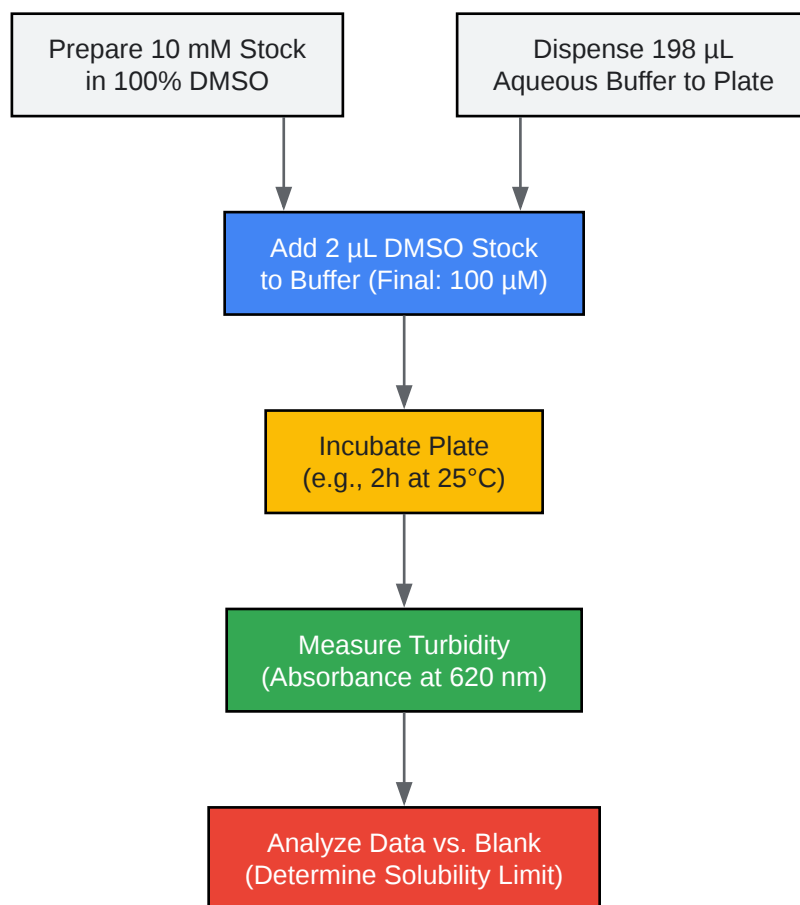 Prepare 10 mM Stock
in 100% DMSO
Dispense 198 µL
Aqueous Buffer to Plate
Add 2 µL DMSO Stock
to Buffer (Final: 100 µM)
Incubate Plate
(e.g., 2h at 25°C)
Measure Turbidity
(Absorbance at 620 nm)
Analyze Data vs. Blank
(Determine Solubility Limit)